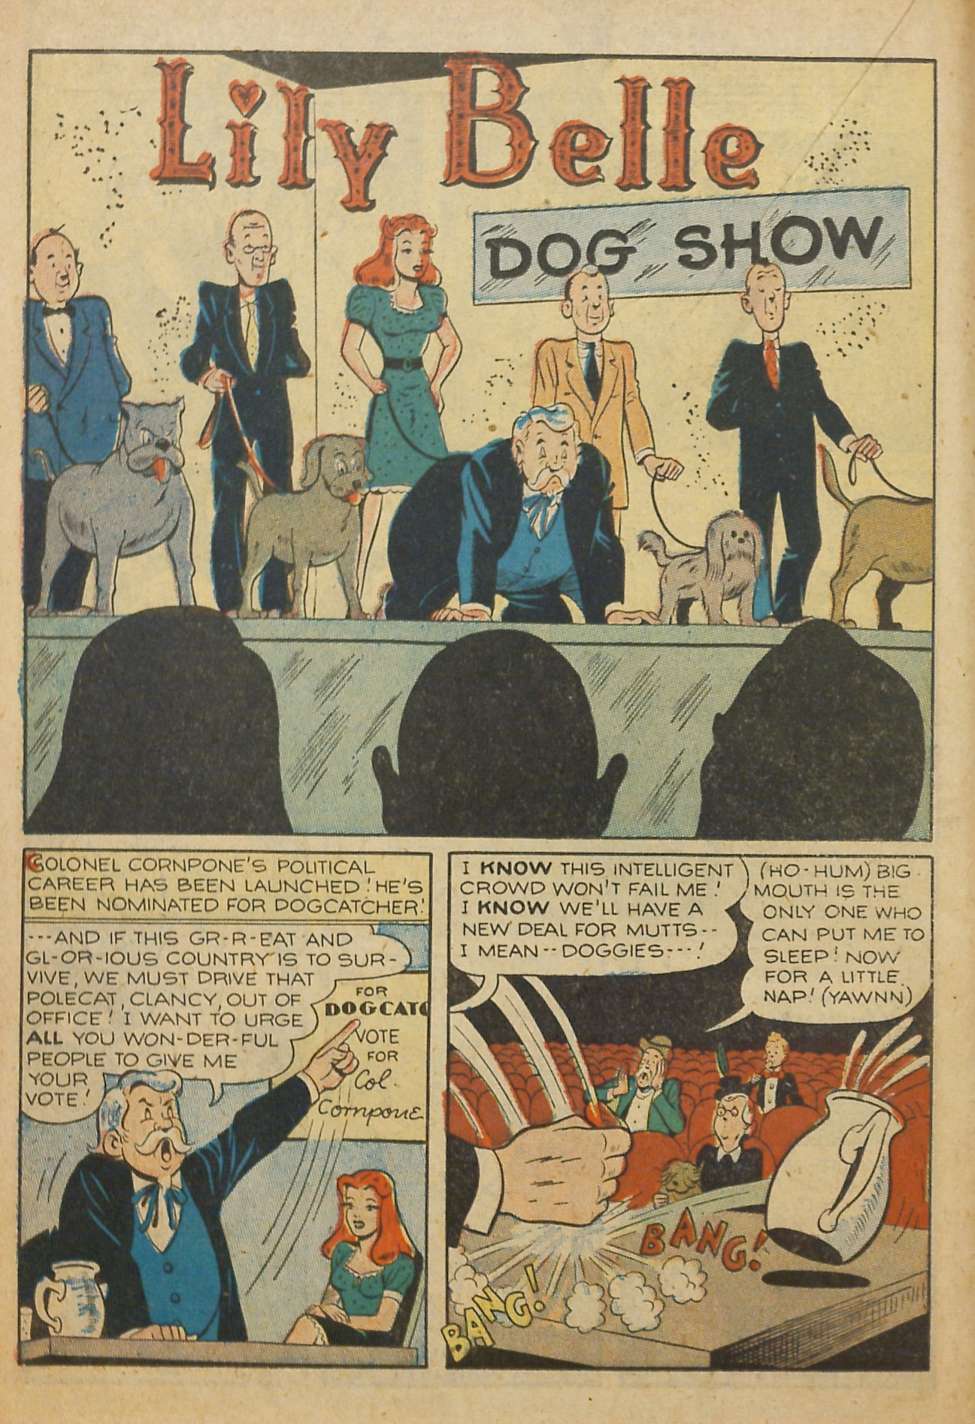 Lily Belle
DOG SHOW
COLONEL CORNPONE'S POLITICAL
CAREER HAS BEEN LAUNCHED! HE'S
BEEN NOMINATED FOR DOGCATCHER!
---AND IF THIS GR-R-EAT AND
GL-OR-IOUS COUNTRY IS TO SUR-
VIVE, WE MUST DRIVE THAT
POLECAT, CLANCY, OUT OF
OFFICE! I WANT TO URGE
ALL YOU WON-DER-FUL
PEOPLE TO GIVE ME
YOUR
VOTE!
FOR
DOGCATC
VOTE
FOR
Col.
Cornpone
I KNOW THIS INTELLIGENT
CROWD WON'T FAIL ME!
I KNOW WE'LL HAVE A
NEW DEAL FOR MUTTS--
I MEAN--DOGGIES---!
(HO-HUM) BIG
MOUTH IS THE
ONLY ONE WHO
CAN PUT ME TO
SLEEP! NOW
FOR A LITTLE
NAP! (YAWNN)
BANG!
BANG!